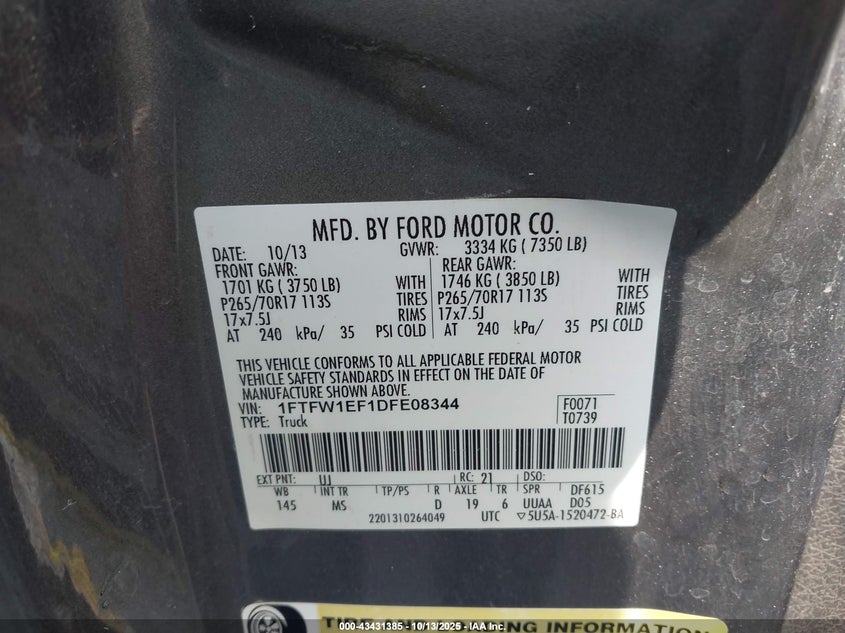 MFD. BY FORD MOTOR CO.
DATE: 10/13 GVWR: 3334 KG ( 7350 LB)
FRONT GAWR: REAR GAWR:
1701 KG ( 3750 LB) WITH 1746 KG ( 3850 LB) WITH
P265/70R17 113S TIRES P265/70R17 113S TIRES
17x7.5J RIMS 17x7.5J RIMS
AT 240 kPa/ 35 PSI COLD AT 240 kPa/ 35 PSI COLD
THIS VEHICLE CONFORMS TO ALL APPLICABLE FEDERAL MOTOR
VEHICLE SAFETY STANDARDS IN EFFECT ON THE DATE OF
MANUFACTURE SHOWN ABOVE.
VIN: 1FTFW1EF1DFE08344 F0071
TYPE: Truck T0739
EXT PNT: UJ RC: 21 DSO:
WB INT TR TP/PS R AXLE TR SPR DF615
145 MS D 19 6 UUAA D05
2201310264049 UTC ▽5U5A-1520472-BA
INFORMATION
000-43431385 - 10/13/2025 - IAA Inc.